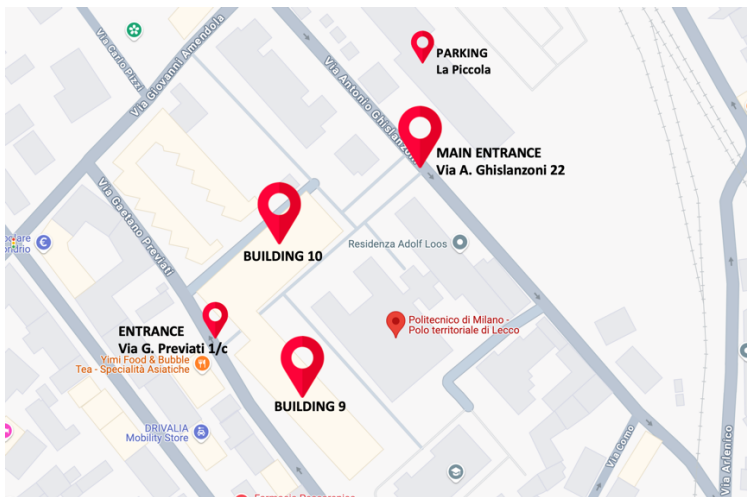 Via Carlo Pizzi
Via Giovanni Amendola
Via Antonio Ghislanzoni
PARKING
La Piccola
MAIN ENTRANCE
Via A. Ghislanzoni 22
Via Gaetano Previati
BUILDING 10
Residenza Adolf Loos
ENTRANCE
Via G. Previati 1/c
Politecnico di Milano -
Polo territoriale di Lecco
Yimi Food & Bubble
Tea - Specialità Asiatiche
BUILDING 9
DRIVALIA
Mobility Store
Via Como
Via Arlenico